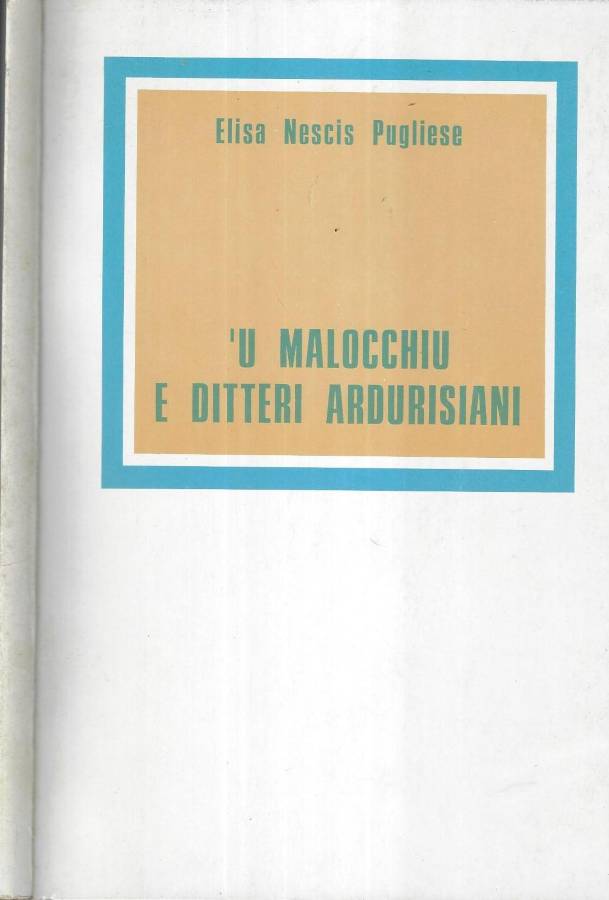 Elisa Nescis Pugliese
'U MALOCCHIU
E DITTERI ARDURISIANI